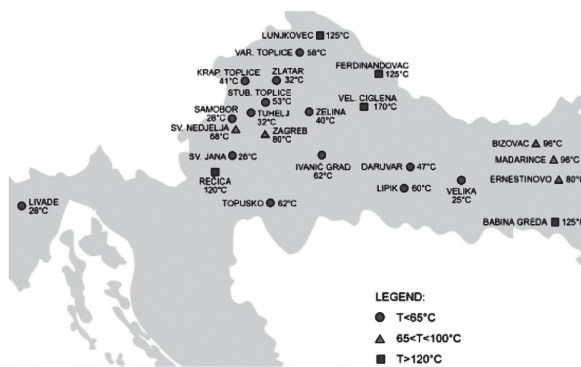 LUNJKOVEC 125°C
VAR. TOPLICE 58°C
FERDINANDOVAC
125°C
KRAP. TOPLICE
41°C
ZLATAR
32°C
STUB. TOPLICE
53°C
VEL. CIGLENA
170°C
SAMOBOR
28°C
TUHELJ
32°C
ZELINA
40°C
SV. NEDJELJA
68°C
ZAGREB
80°C
BIZOVAC 96°C
MAĐARINCE 96°C
SV. JANA 26°C
IVANIĆ GRAD
62°C
DARUVAR 47°C
ERNESTINOVO 80°C
REČICA
120°C
LIPIK 60°C
VELIKA
25°C
LIVADE
28°C
TOPUSKO 62°C
BABINA GREDA 125°C
LEGEND:
T<65°C
65<T<100°C
T>120°C